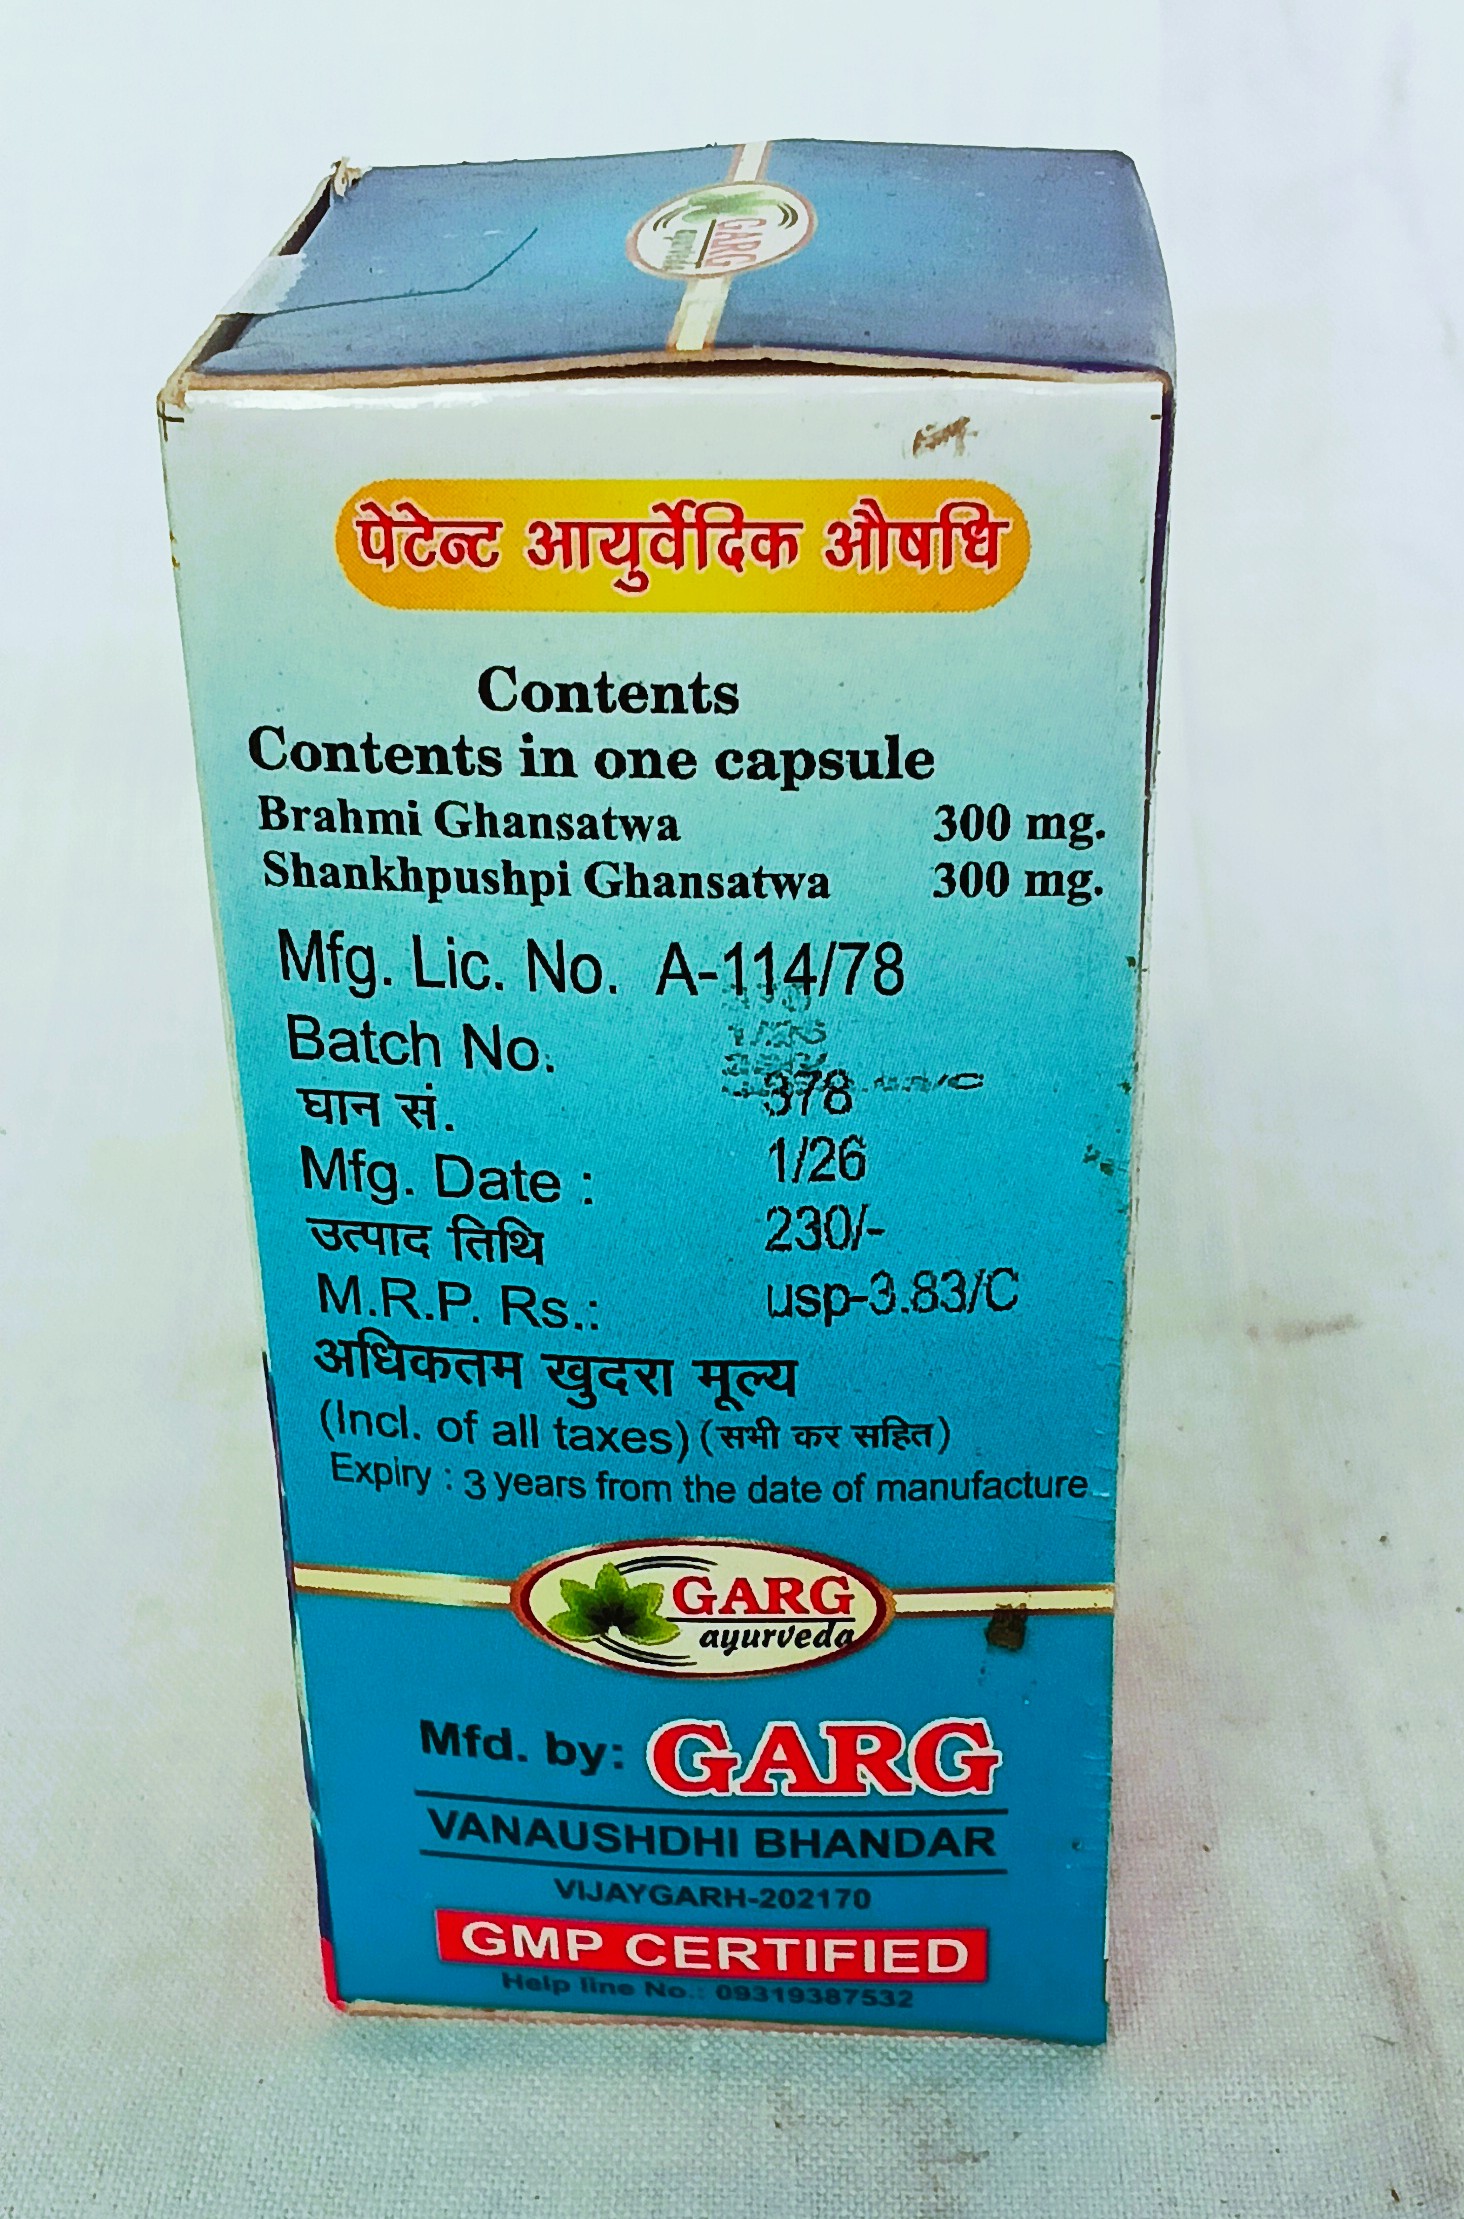 GARG
ayurveda
पेटेन्ट आयुर्वेदिक औषधि
Contents
Contents in one capsule
Brahmi Ghansatwa 300 mg.
Shankhpushpi Ghansatwa 300 mg.
Mfg. Lic. No. A-114/78
Batch No.
घान सं. 378
Mfg. Date : 1/26
उत्पाद तिथि 230/-
M.R.P. Rs.: usp-3.83/C
अधिकतम खुदरा मूल्य
(Incl. of all taxes) (सभी कर सहित)
Expiry : 3 years from the date of manufacture
GARG
ayurveda
Mfd. by: GARG
VANAUSHDHI BHANDAR
VIJAYGARH-202170
GMP CERTIFIED
Help line No.: 09319387532